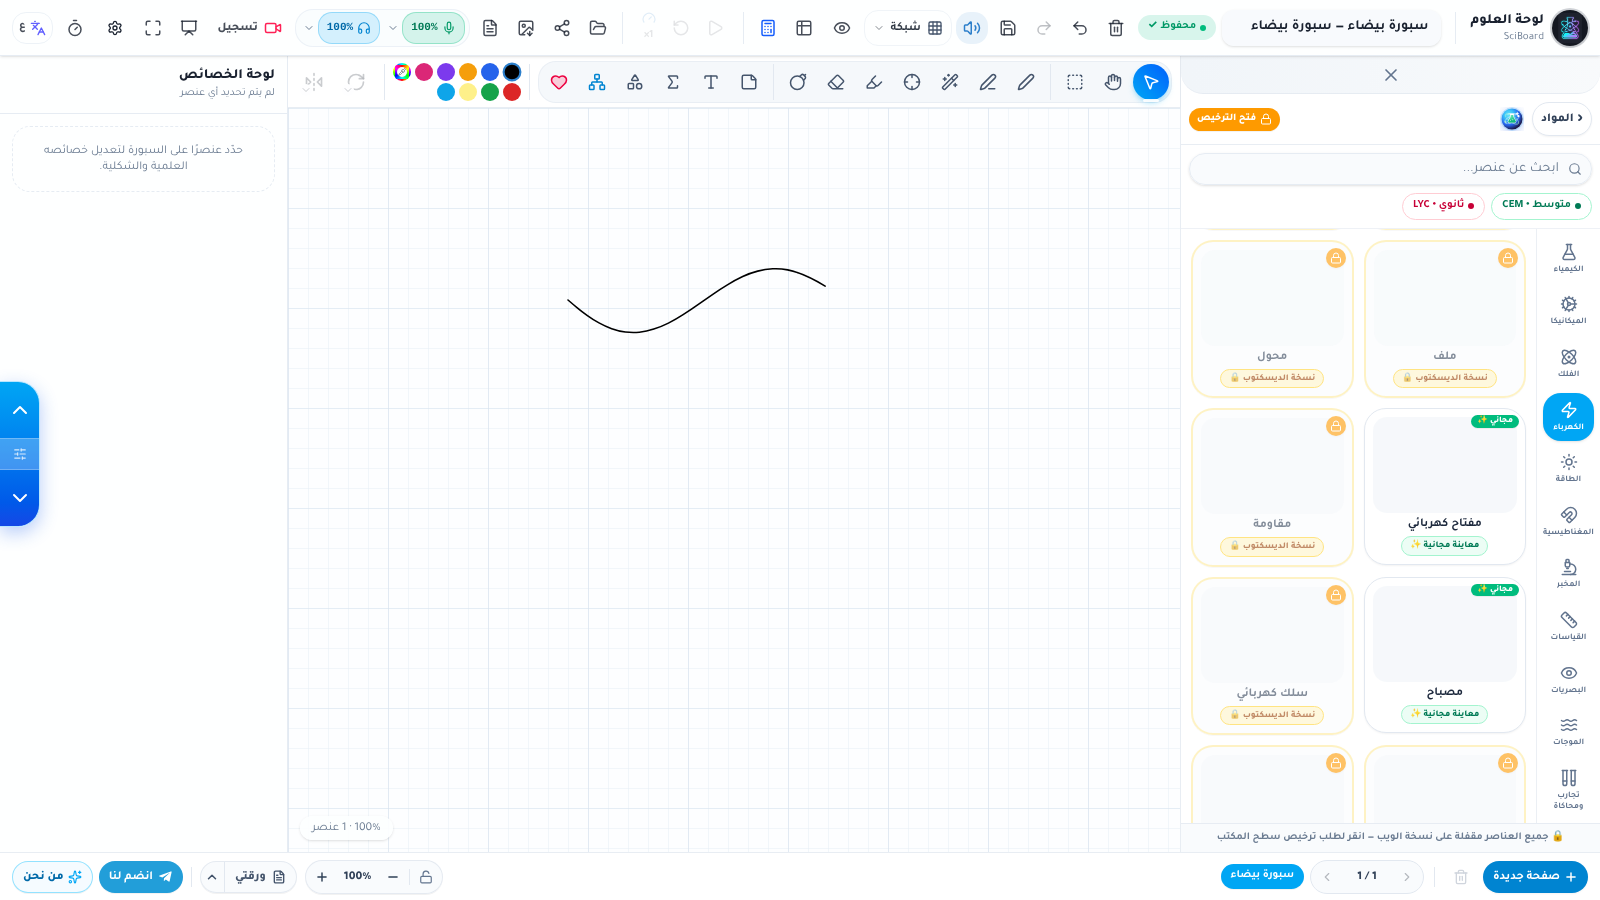 لوحة العلوم
SciBoard
سبورة بيضاء – سبورة بيضاء
محفوظ ✓
شبكة
x1
100%
100%
تسجيل
ع
المواد
فتح الترخيص
ابحث عن عنصر...
متوسط • CEM
ثانوي • LYC
الكيمياء
الميكانيكا
الفلك
الكهرباء
الطاقة
المغناطيسية
المخبر
القياسات
البصريات
الموجات
تجارب
ومحاكاة
ملف
نسخة الديسكتوب 🔒
محول
نسخة الديسكتوب 🔒
مجاني ✨
مفتاح كهربائي
معاينة مجانية ✨
مقاومة
نسخة الديسكتوب 🔒
مجاني ✨
مصباح
معاينة مجانية ✨
سلك كهربائي
نسخة الديسكتوب 🔒
🔒 جميع العناصر مقفلة على نسخة الويب – انقر لطلب ترخيص سطح المكتب
لوحة الخصائص
لم يتم تحديد أي عنصر
حدّد عنصرًا على السبورة لتعديل خصائصه
العلمية والشكلية.
100% · 1 عنصر
صفحة جديدة
1 / 1
سبورة بيضاء
100%
ورقتي
انضم لنا
من نحن